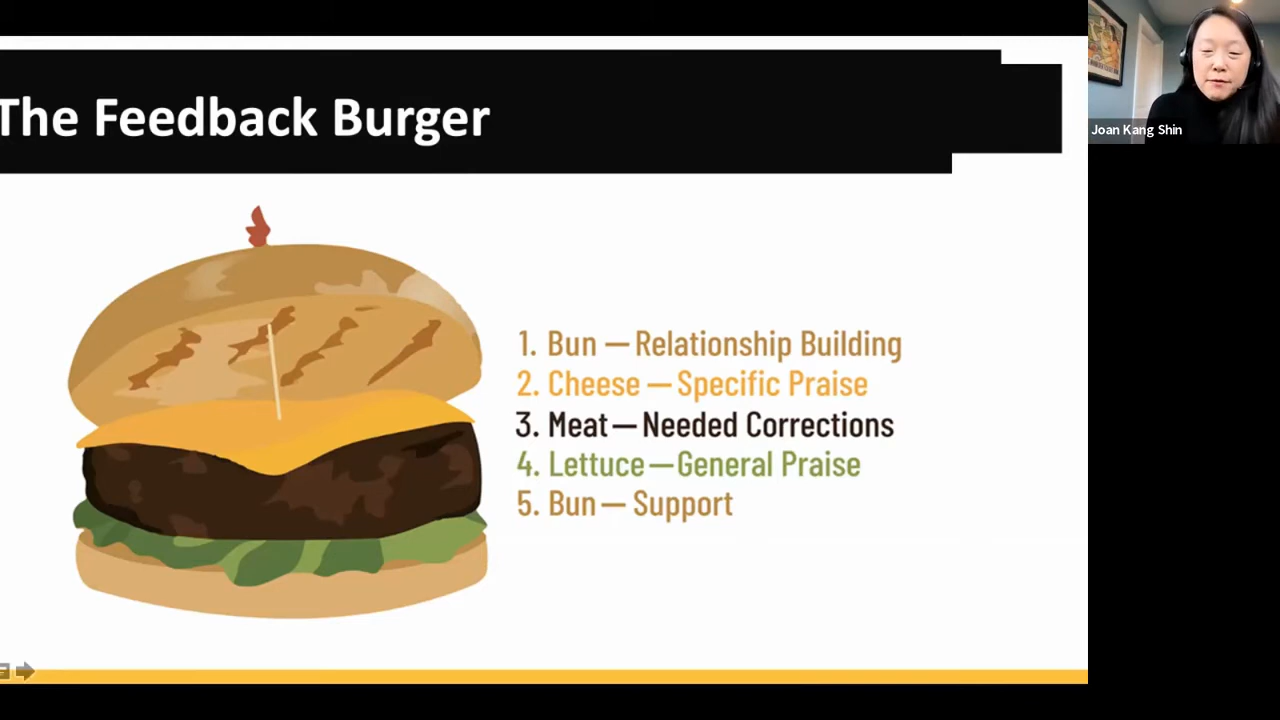 The Feedback Burger
Joan Kang Shin
1. Bun — Relationship Building
2. Cheese — Specific Praise
3. Meat — Needed Corrections
4. Lettuce — General Praise
5. Bun — Support